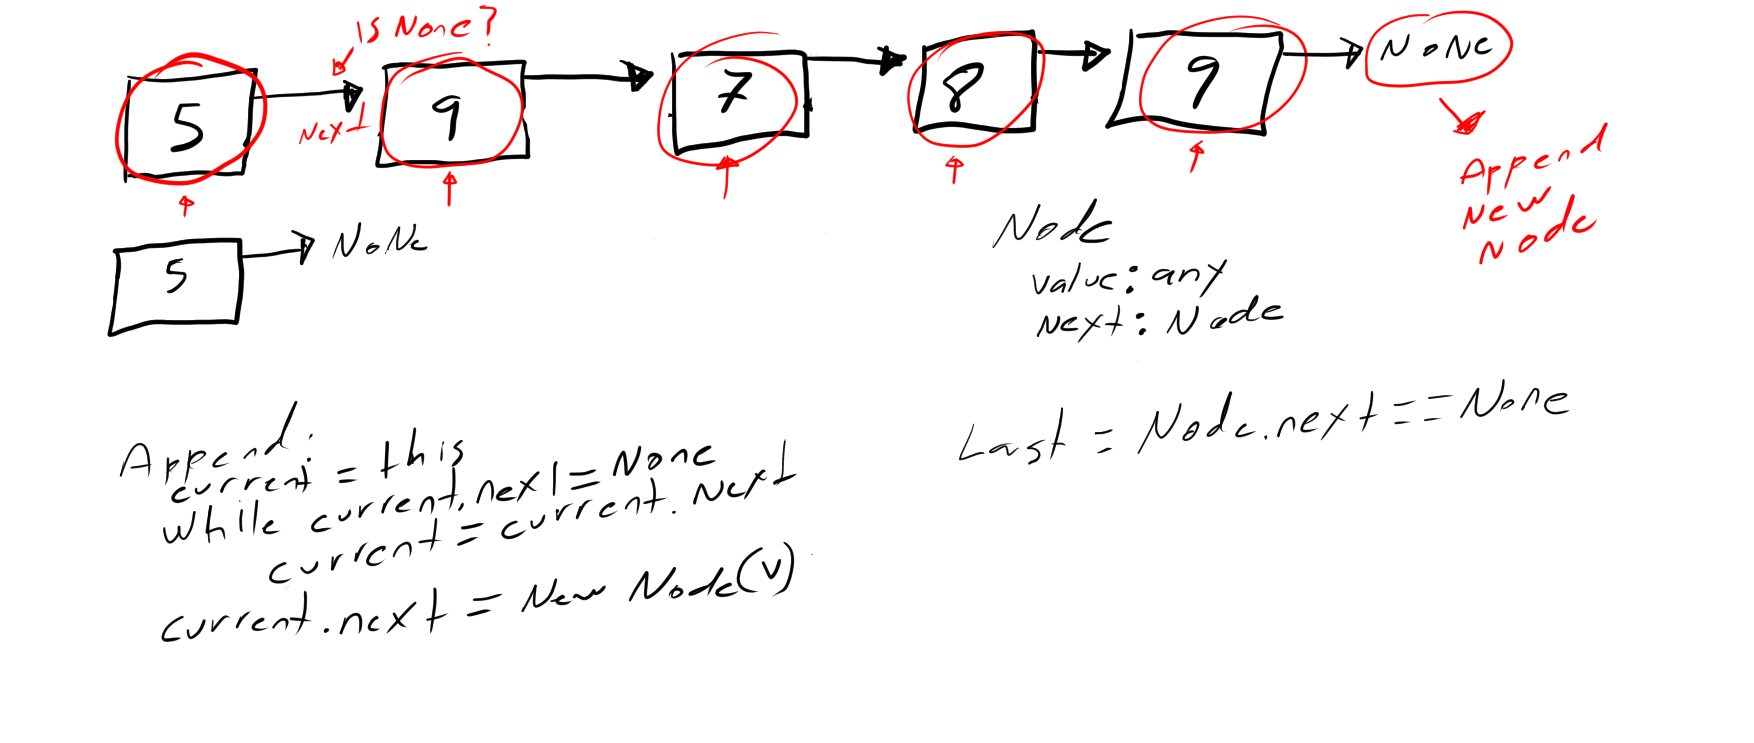 is None?
5
Next
9
7
8
9
NoNe
Append
New
Node
5
NoNe
Node
value: any
Next: Node
Append:
current = this
while current.next != None
current = current.Next
current.next = New Node(v)
Last = Node.next == None